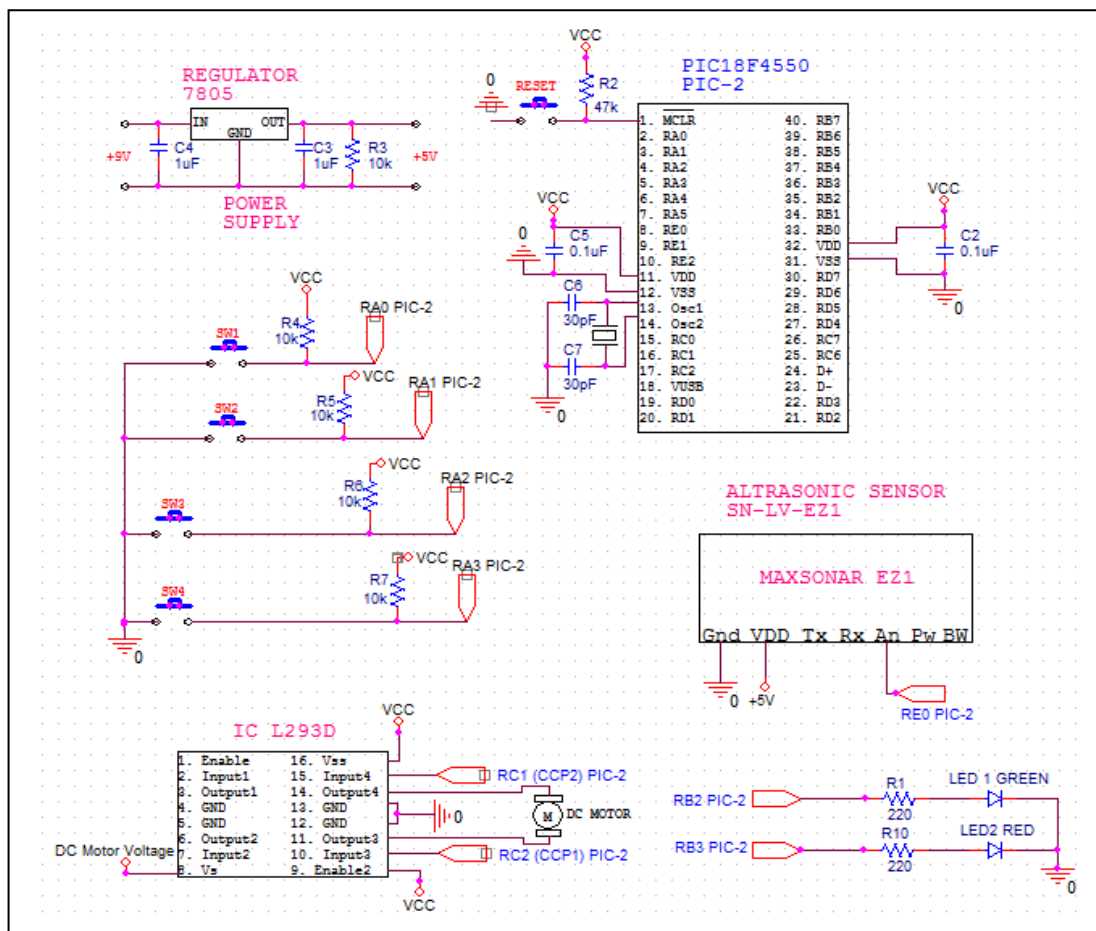 REGULATOR
7805
IN OUT
GND
+9V
C4
1uF
C3
1uF
R3
10k
+5V
POWER
SUPPLY
VCC
PIC18F4550
PIC-2
0
RESET
R2
47k
1. MCLR 40. RB7
2. RA0 39. RB6
3. RA1 38. RB5
4. RA2 37. RB4
5. RA3 36. RB3
6. RA4 35. RB2
7. RA5 34. RB1
8. RE0 33. RB0
9. RE1 32. VDD
10. RE2 31. VSS
11. VDD 30. RD7
12. VSS 29. RD6
13. Osc1 28. RD5
14. Osc2 27. RD4
15. RC0 26. RC7
16. RC1 25. RC6
17. RC2 24. D+
18. VUSB 23. D-
19. RD0 22. RD3
20. RD1 21. RD2
VCC
0
C5
0.1uF
C6
30pF
C7
30pF
0
VCC
C2
0.1uF
0
VCC
RA0 PIC-2
R4
10k
SW1
VCC
RA1 PIC-2
R5
10k
SW2
VCC
RA2 PIC-2
R6
10k
SW3
VCC
RA3 PIC-2
R7
10k
SW4
0
ALTRASONIC SENSOR
SN-LV-EZ1
MAXSONAR EZ1
Gnd VDD Tx Rx An Pw BW
0
+5V
RE0 PIC-2
VCC
IC L293D
1. Enable 16. Vss
2. Input1 15. Input4
3. Output1 14. Output4
4. GND 13. GND
5. GND 12. GND
6. Output2 11. Output3
7. Input2 10. Input3
8. Vs 9. Enable2
DC Motor Voltage
RC1 (CCP2) PIC-2
0
M
DC MOTOR
RC2 (CCP1) PIC-2
VCC
RB2 PIC-2
R1
220
LED 1 GREEN
RB3 PIC-2
R10
220
LED2 RED
0